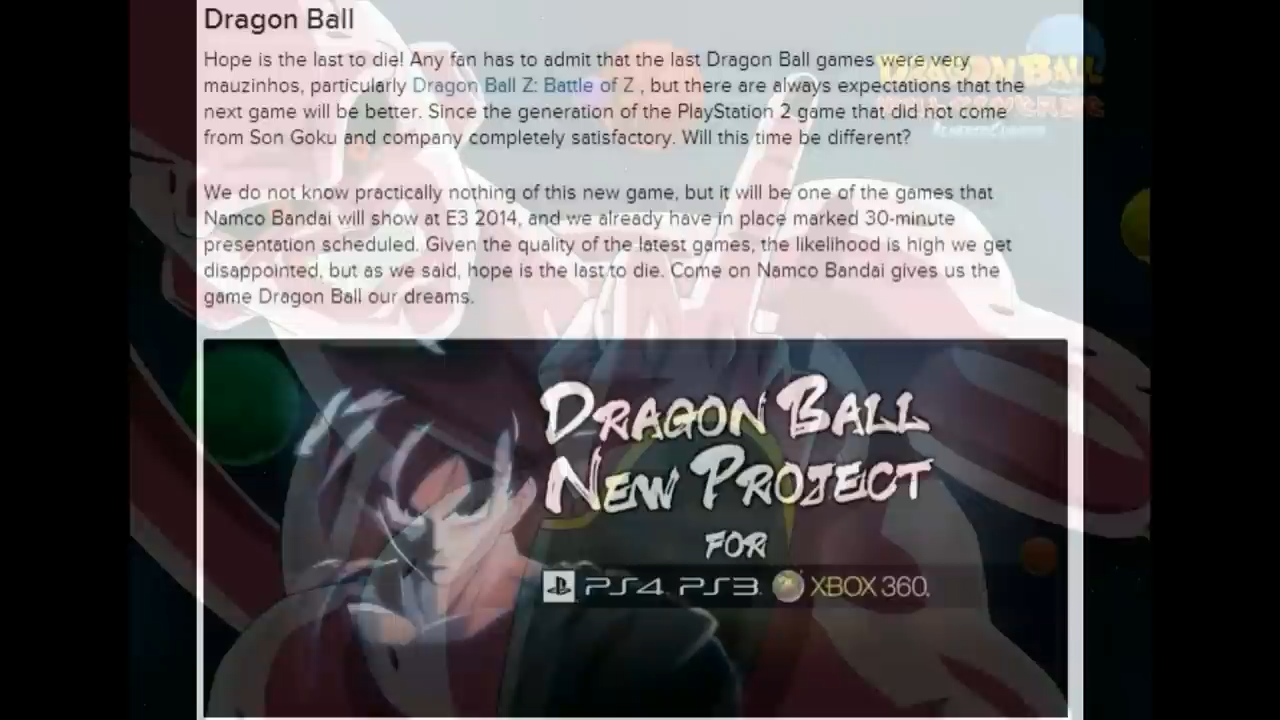 Dragon Ball
Hope is the last to die! Any fan has to admit that the last Dragon Ball games were very
mauzinhos, particularly Dragon Ball Z: Battle of Z , but there are always expectations that the
next game will be better. Since the generation of the PlayStation 2 game that did not come
from Son Goku and company completely satisfactory. Will this time be different?
We do not know practically nothing of this new game, but it will be one of the games that
Namco Bandai will show at E3 2014, and we already have in place marked 30-minute
presentation scheduled. Given the quality of the latest games, the likelihood is high we get
disappointed, but as we said, hope is the last to die. Come on Namco Bandai gives us the
game Dragon Ball our dreams.
DRAGON BALL
DRAGON BALL
NEW PROJECT
FOR
PS4 PS3 XBOX 360.